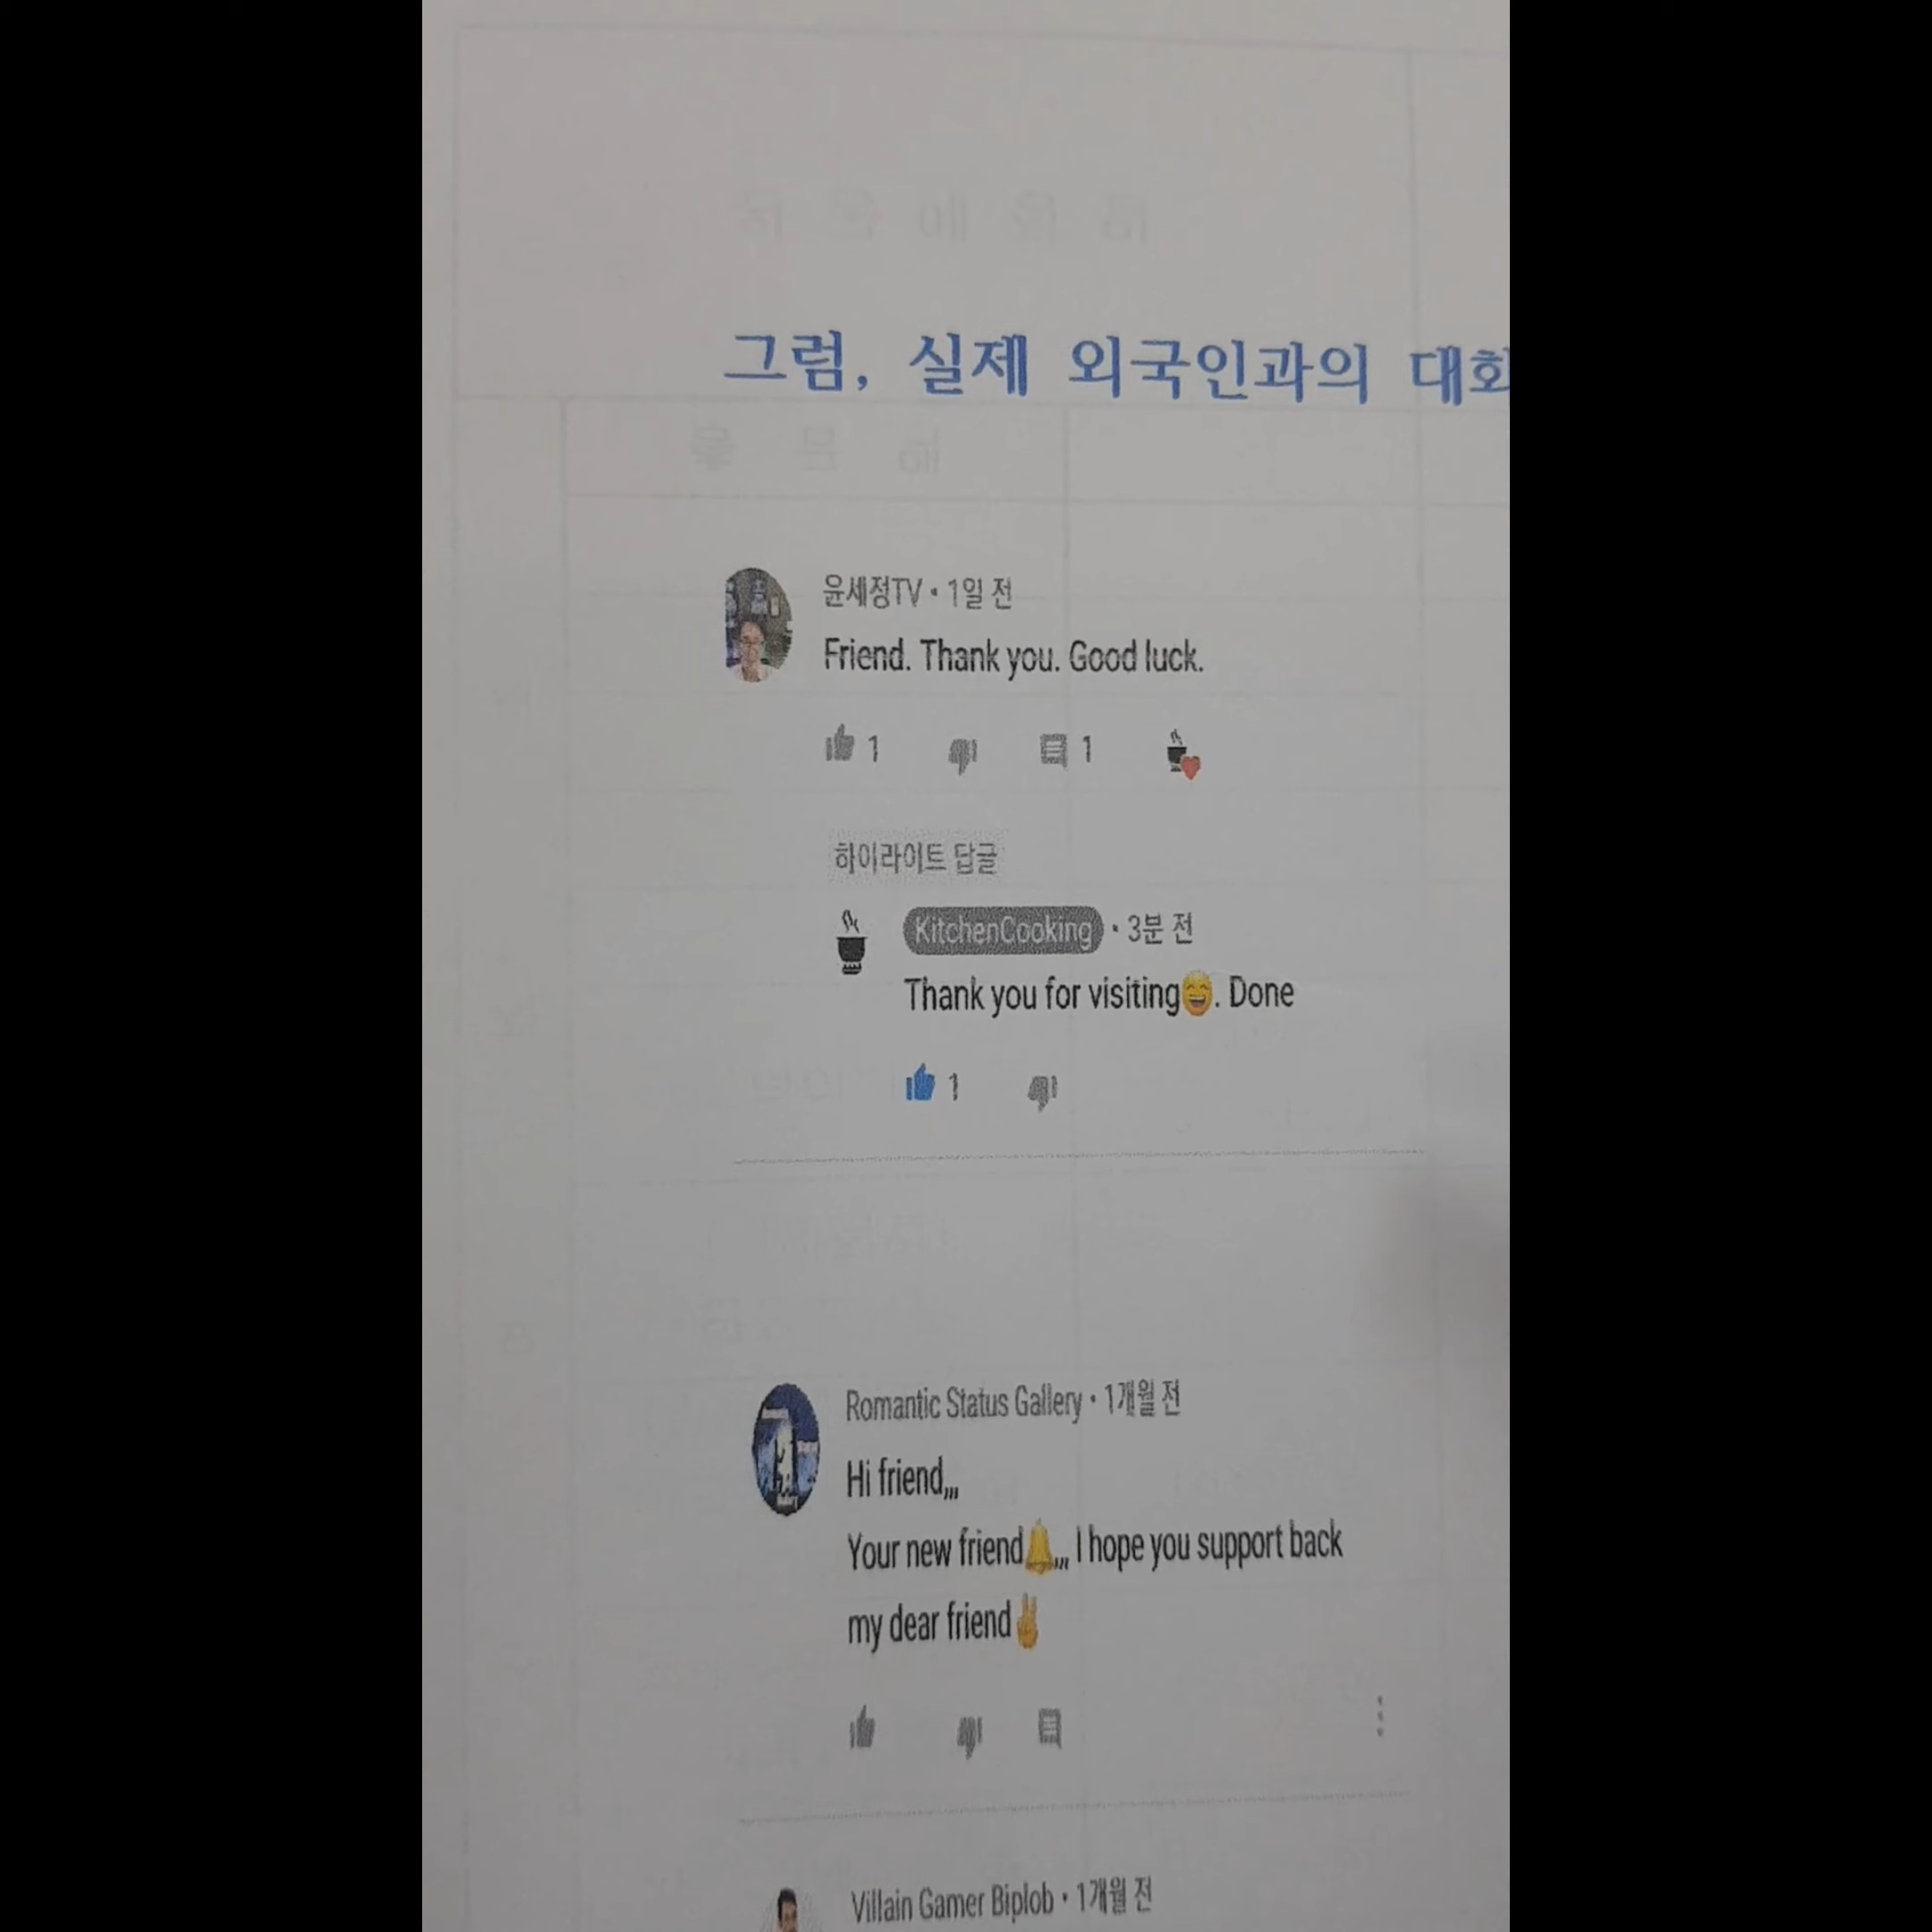 그럼, 실제 외국인과의 대화
윤세정TV • 1일 전
Friend. Thank you. Good luck.
1 1
하이라이트 답글
KitchenCooking • 3분 전
Thank you for visiting😄. Done
1
Romantic Status Gallery • 1개월 전
Hi friend,,,
Your new friend🔔,,, I hope you support back
my dear friend✌
Villain Gamer Biplob • 1개월 전